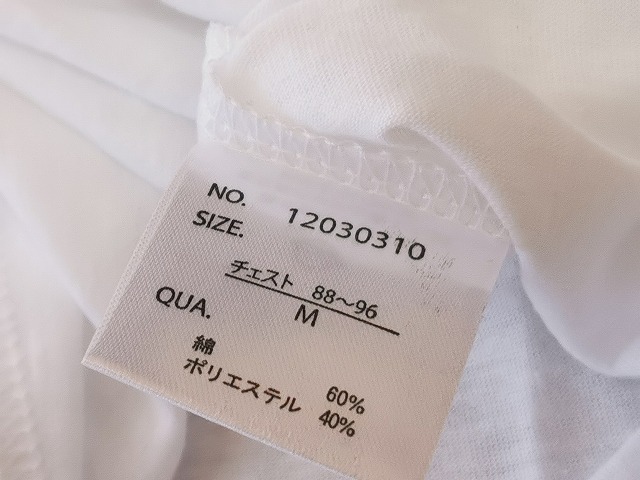 NO. 12030310
SIZE.
チェスト 88～96
M
QUA.
綿 60%
ポリエステル 40%